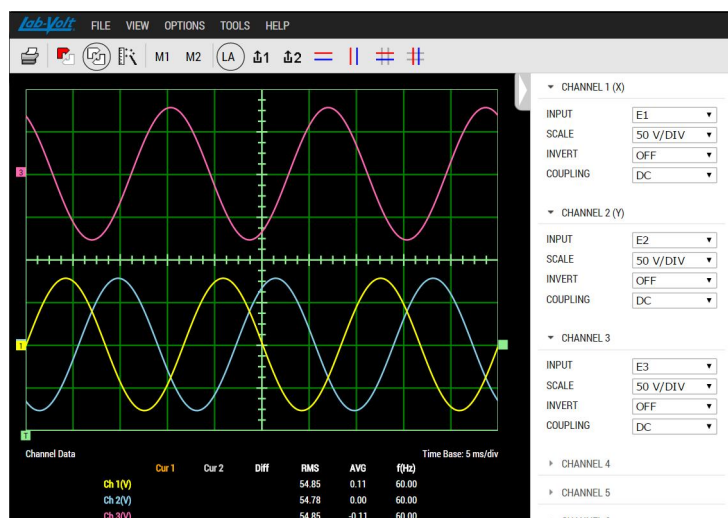 Lab-Volt FILE VIEW OPTIONS TOOLS HELP
M1 M2 LA 1 2
CHANNEL 1 (X)
INPUT E1
SCALE 50 V/DIV
INVERT OFF
COUPLING DC
CHANNEL 2 (Y)
INPUT E2
SCALE 50 V/DIV
INVERT OFF
COUPLING DC
CHANNEL 3
INPUT E3
SCALE 50 V/DIV
INVERT OFF
COUPLING DC
CHANNEL 4
CHANNEL 5
3
1
T
Channel Data Time Base: 5 ms/div
Cur 1 Cur 2 Diff RMS AVG f(Hz)
Ch 1(V) 54.85 0.11 60.00
Ch 2(V) 54.78 0.00 60.00
Ch 3(V) 54.85 -0.11 60.00